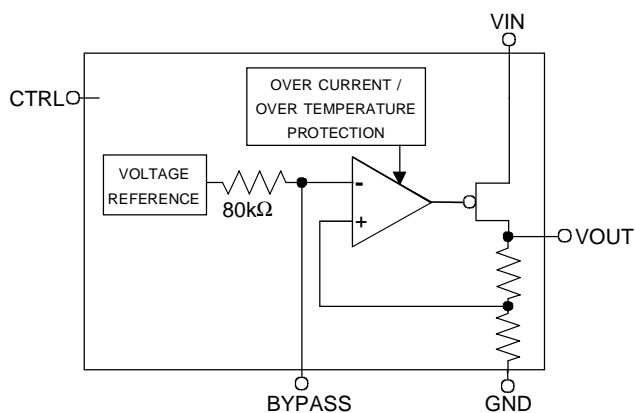 VIN
OVER CURRENT /
OVER TEMPERATURE
PROTECTION
CTRL
VOLTAGE
REFERENCE
80kΩ
-
+
VOUT
BYPASS
GND